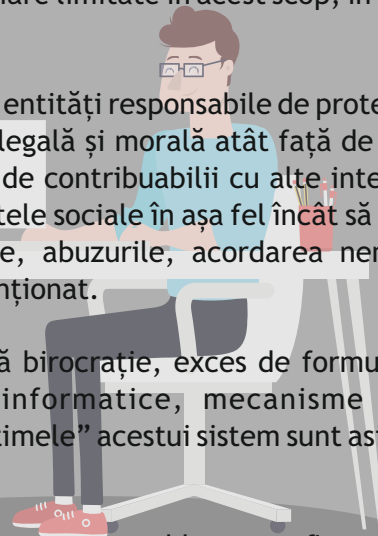 entități responsabile de prote
legală și morală atât față de
de contribuabilii cu alte inte
tele sociale în așa fel încât să
e, abuzurile, acordarea ner
nționat.
ă birocrație, exces de formu
informatice, mecanisme
timele” acestui sistem sunt ast